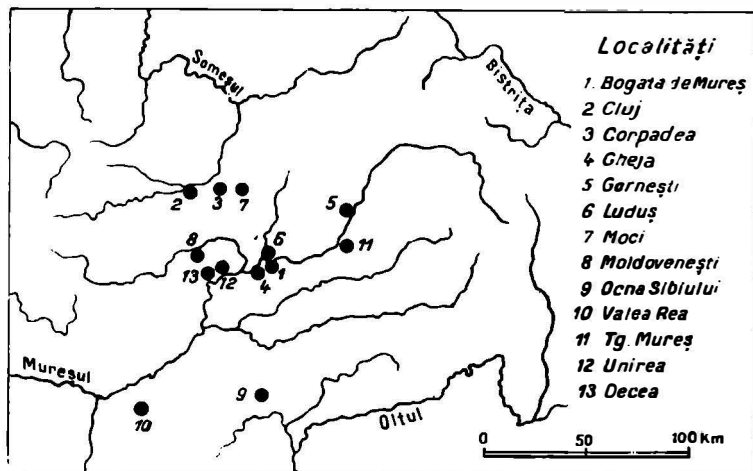 Localități
1. Bogata de Mureș
2 Cluj
3 Corpadea
4 Gheja
5 Gornești
6 Luduș
7 Moci
8 Moldovenești
9 Ocna Sibiului
10 Valea Rea
11 Tg. Mureș
12 Unirea
13 Decea
Someșul
Bistrița
2
3
7
5
11
8
6
13
12
4
1
Mureșul
10
9
Oltul
0 50 100 Km